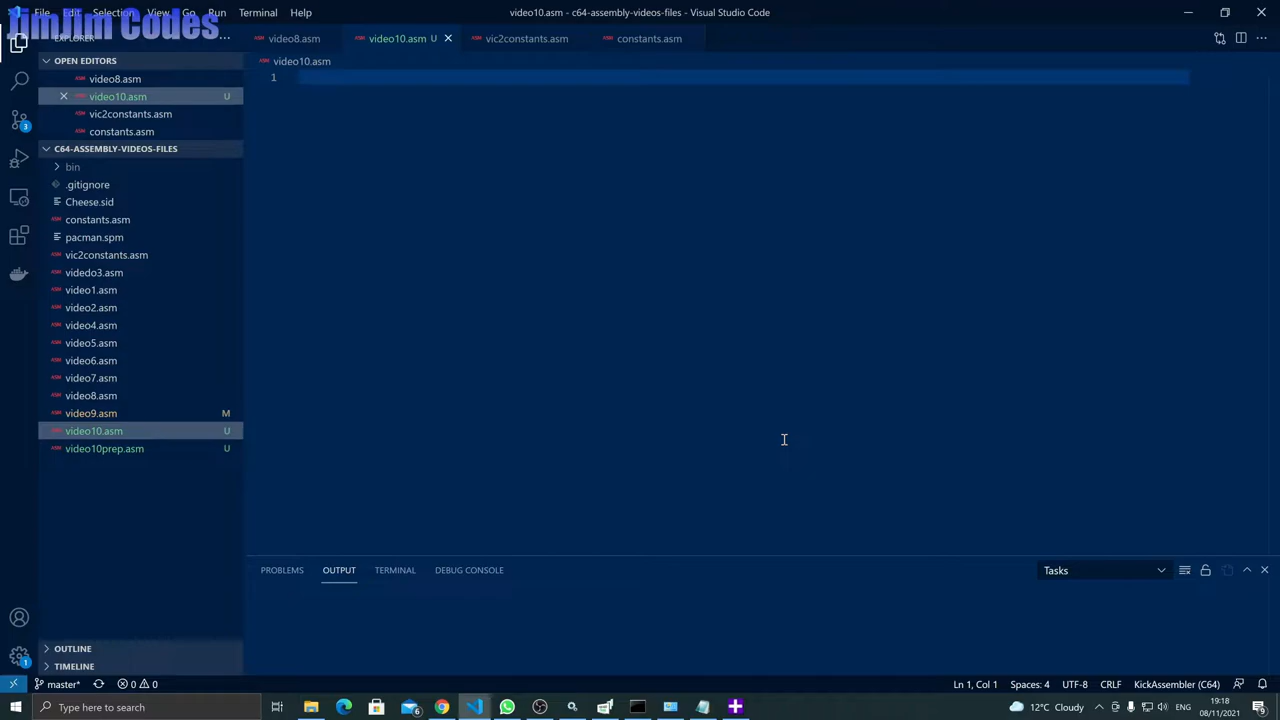 File Edit Selection View Go Run Terminal Help
video10.asm - c64-assembly-videos-files - Visual Studio Code
JimJim Codes
EXPLORER
video8.asm
video10.asm U
vic2constants.asm
constants.asm
OPEN EDITORS
video8.asm
video10.asm U
vic2constants.asm
constants.asm
C64-ASSEMBLY-VIDEOS-FILES
bin
.gitignore
Cheese.sid
constants.asm
pacman.spm
vic2constants.asm
videdo3.asm
video1.asm
video2.asm
video4.asm
video5.asm
video6.asm
video7.asm
video8.asm
video9.asm M
video10.asm U
video10prep.asm U
OUTLINE
TIMELINE
video10.asm
1
PROBLEMS OUTPUT TERMINAL DEBUG CONSOLE
Tasks
3
1
master* 0 0
Ln 1, Col 1 Spaces: 4 UTF-8 CRLF KickAssembler (C64)
Type here to search
6
12°C Cloudy
19:18
08/11/2021